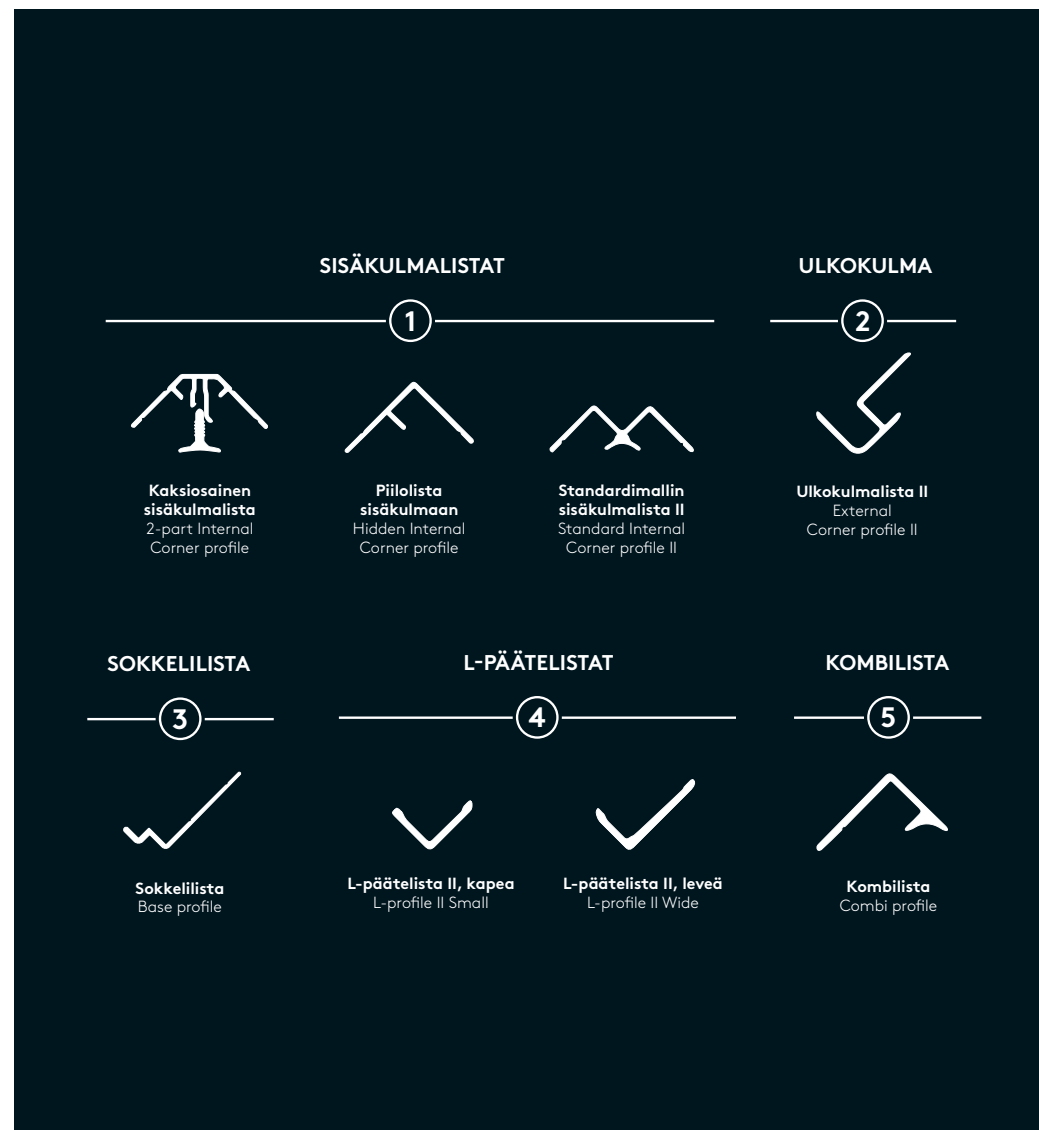 SISÄKULMALISTAT
1
Kaksiosainen
sisäkulmalista
2-part Internal
Corner profile
Piilolista
sisäkulmaan
Hidden Internal
Corner profile
Standardimallin
sisäkulmalista II
Standard Internal
Corner profile II
ULKOKULMA
2
Ulkokulmalista II
External
Corner profile II
SOKKELILISTA
3
Sokkelilista
Base profile
L-PÄÄTELISTAT
4
L-päätelista II, kapea
L-profile II Small
L-päätelista II, leveä
L-profile II Wide
KOMBILISTA
5
Kombilista
Combi profile